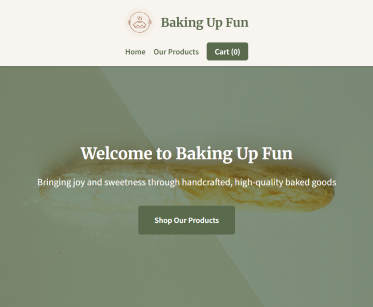 Baking Up Fun
Home Our Products Cart (0)
Welcome to Baking Up Fun
Bringing joy and sweetness through handcrafted, high-quality baked goods
Shop Our Products